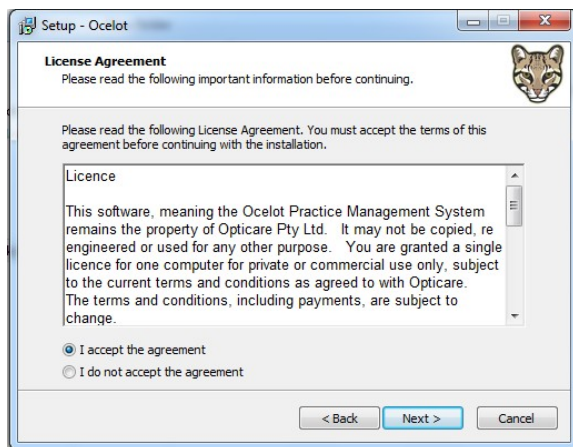 Setup - Ocelot
License Agreement
Please read the following important information before continuing.
Please read the following License Agreement. You must accept the terms of this
agreement before continuing with the installation.
Licence
This software, meaning the Ocelot Practice Management System
remains the property of Opticare Pty Ltd.   It may not be copied, re
engineered or used for any other purpose.   You are granted a single
licence for one computer for private or commercial use only, subject
to the current terms and conditions as agreed to with Opticare.
The terms and conditions, including payments, are subject to
change.
I accept the agreement
I do not accept the agreement
< Back
Next >
Cancel